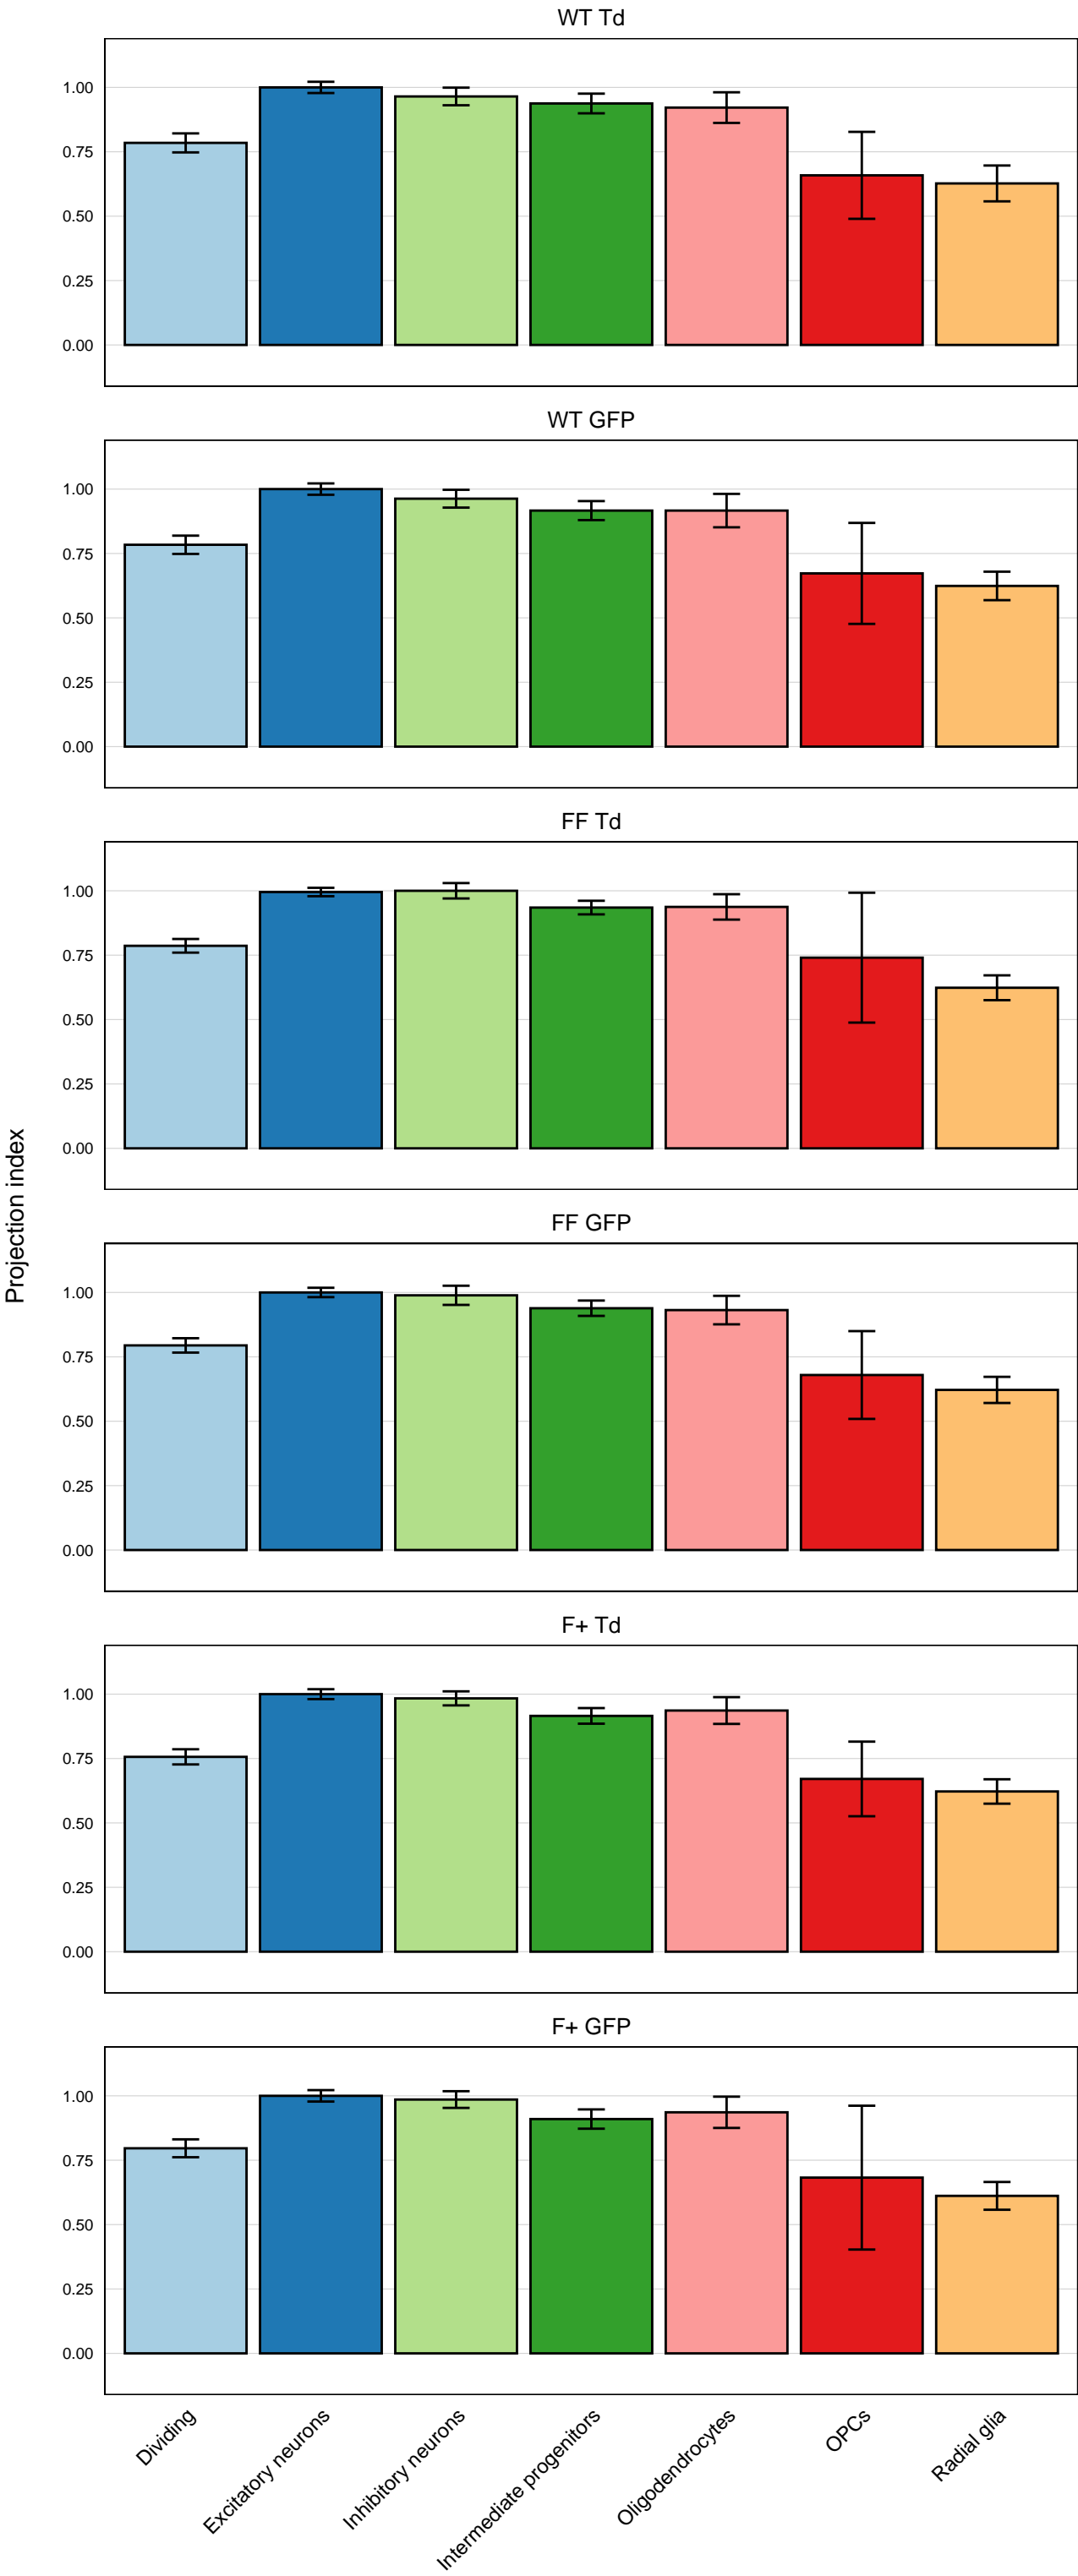 WT Td
1.00
0.75
0.50
0.25
0.00
WT GFP
1.00
0.75
0.50
0.25
0.00
FF Td
1.00
0.75
0.50
0.25
0.00
Projection index
FF GFP
1.00
0.75
0.50
0.25
0.00
F+ Td
1.00
0.75
0.50
0.25
0.00
F+ GFP
1.00
0.75
0.50
0.25
0.00
Dividing
Excitatory neurons
Inhibitory neurons
Intermediate progenitors
Oligodendrocytes
OPCs
Radial glia